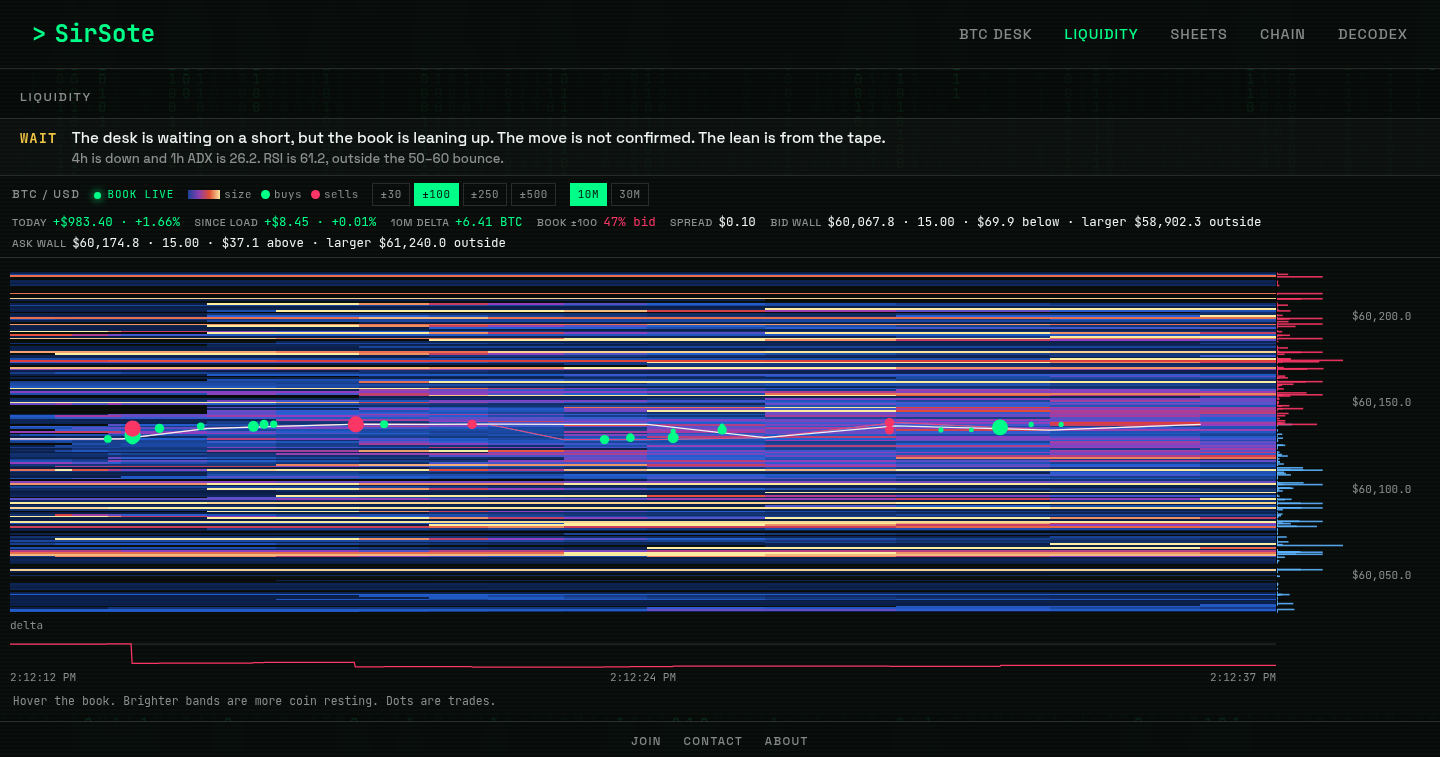 > SirSote
BTC DESK LIQUIDITY SHEETS CHAIN DECODEX
LIQUIDITY
WAIT The desk is waiting on a short, but the book is leaning up. The move is not confirmed. The lean is from the tape.
4h is down and 1h ADX is 26.2. RSI is 61.2, outside the 50–60 bounce.
BTC / USD BOOK LIVE size buys sells ±30 ±100 ±250 ±500 10M 30M
TODAY +$983.40 · +1.66% SINCE LOAD +$8.45 · +0.01% 10M DELTA +6.41 BTC BOOK ±100 47% bid SPREAD $0.10 BID WALL $60,067.8 · 15.00 · $69.9 below · larger $58,902.3 outside
ASK WALL $60,174.8 · 15.00 · $37.1 above · larger $61,240.0 outside
$60,200.0
$60,150.0
$60,100.0
$60,050.0
delta
2:12:12 PM 2:12:24 PM 2:12:37 PM
Hover the book. Brighter bands are more coin resting. Dots are trades.
JOIN CONTACT ABOUT